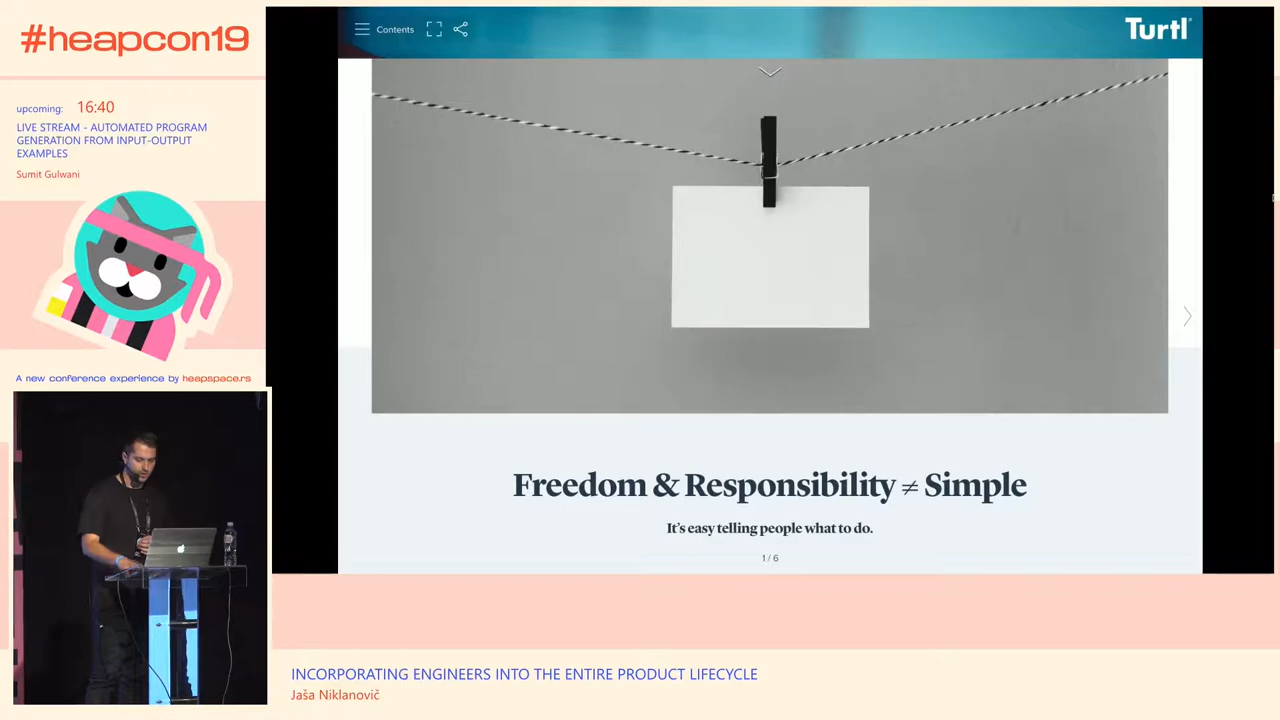 #heapcon19
upcoming: 16:40
LIVE STREAM - AUTOMATED PROGRAM
GENERATION FROM INPUT-OUTPUT
EXAMPLES
Sumit Gulwani
A new conference experience by heapspace.rs
Contents
Turtl
Freedom & Responsibility ≠ Simple
It's easy telling people what to do.
1 / 6
INCORPORATING ENGINEERS INTO THE ENTIRE PRODUCT LIFECYCLE
Jaša Niklanovič